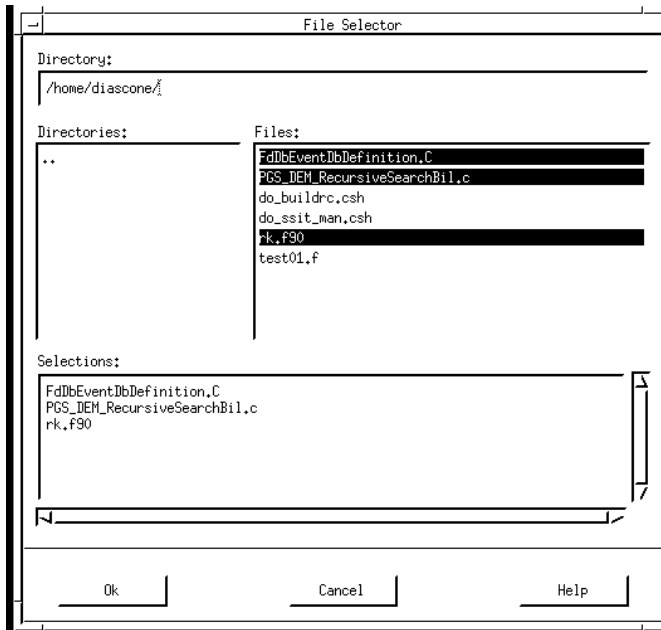 File Selector
Directory:
/home/diascone/
Directories:
..
Files:
FdDbEventDbDefinition.C
PGS_DEM_RecursiveSearchBil.c
do_buildrc.csh
do_ssit_man.csh
rk.f90
test01.f
Selections:
FdDbEventDbDefinition.C
PGS_DEM_RecursiveSearchBil.c
rk.f90
Ok
Cancel
Help